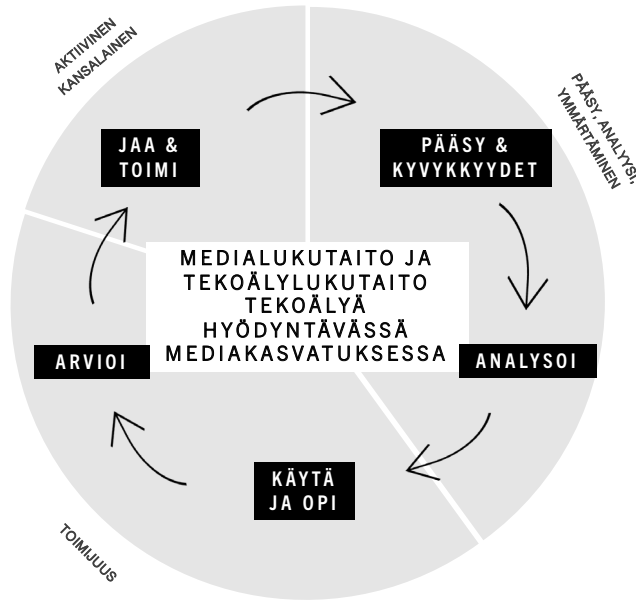 AKTIIVINEN
KANSALAINEN
PÄÄSY, ANALYYSI,
YMMÄRTÄMINEN
JAA &
TOIMI
PÄÄSY &
KYVYKKYYDET
MEDIALUKUTAITO JA
TEKOÄLYLUKUTAITO
TEKOÄLYÄ
HYÖDYNTÄVÄSSÄ
MEDIAKASVATUKSESSA
ARVIOI
ANALYSOI
KÄYTÄ
JA OPI
TOIMIJUUS